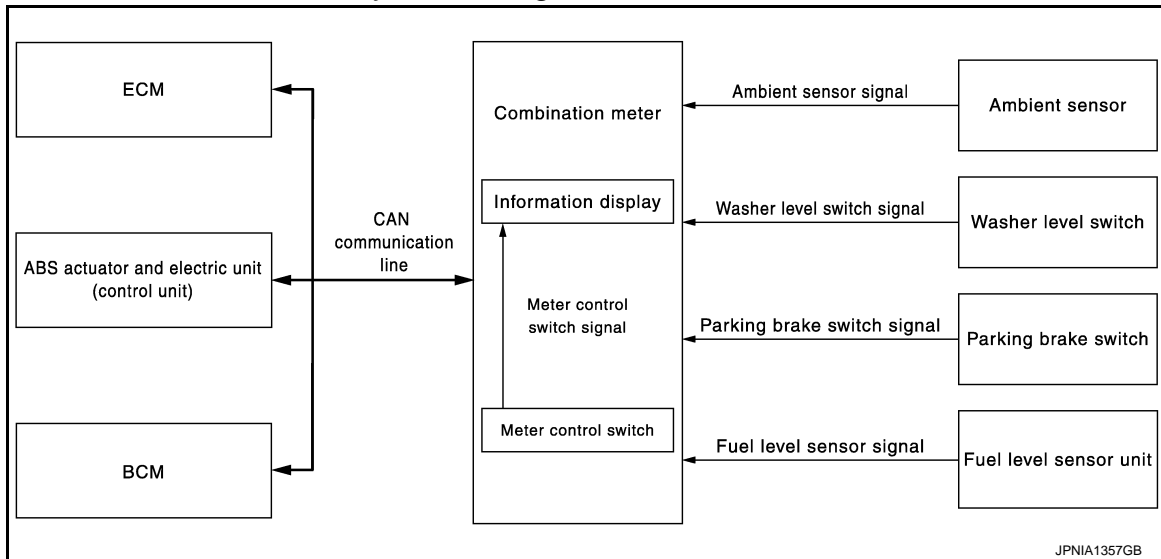 ECM
ABS actuator and electric unit
(control unit)
BCM
CAN
communication
line
Combination meter
Information display
Meter control
switch signal
Meter control switch
Ambient sensor signal
Washer level switch signal
Parking brake switch signal
Fuel level sensor signal
Ambient sensor
Washer level switch
Parking brake switch
Fuel level sensor unit
JPNIA1357GB